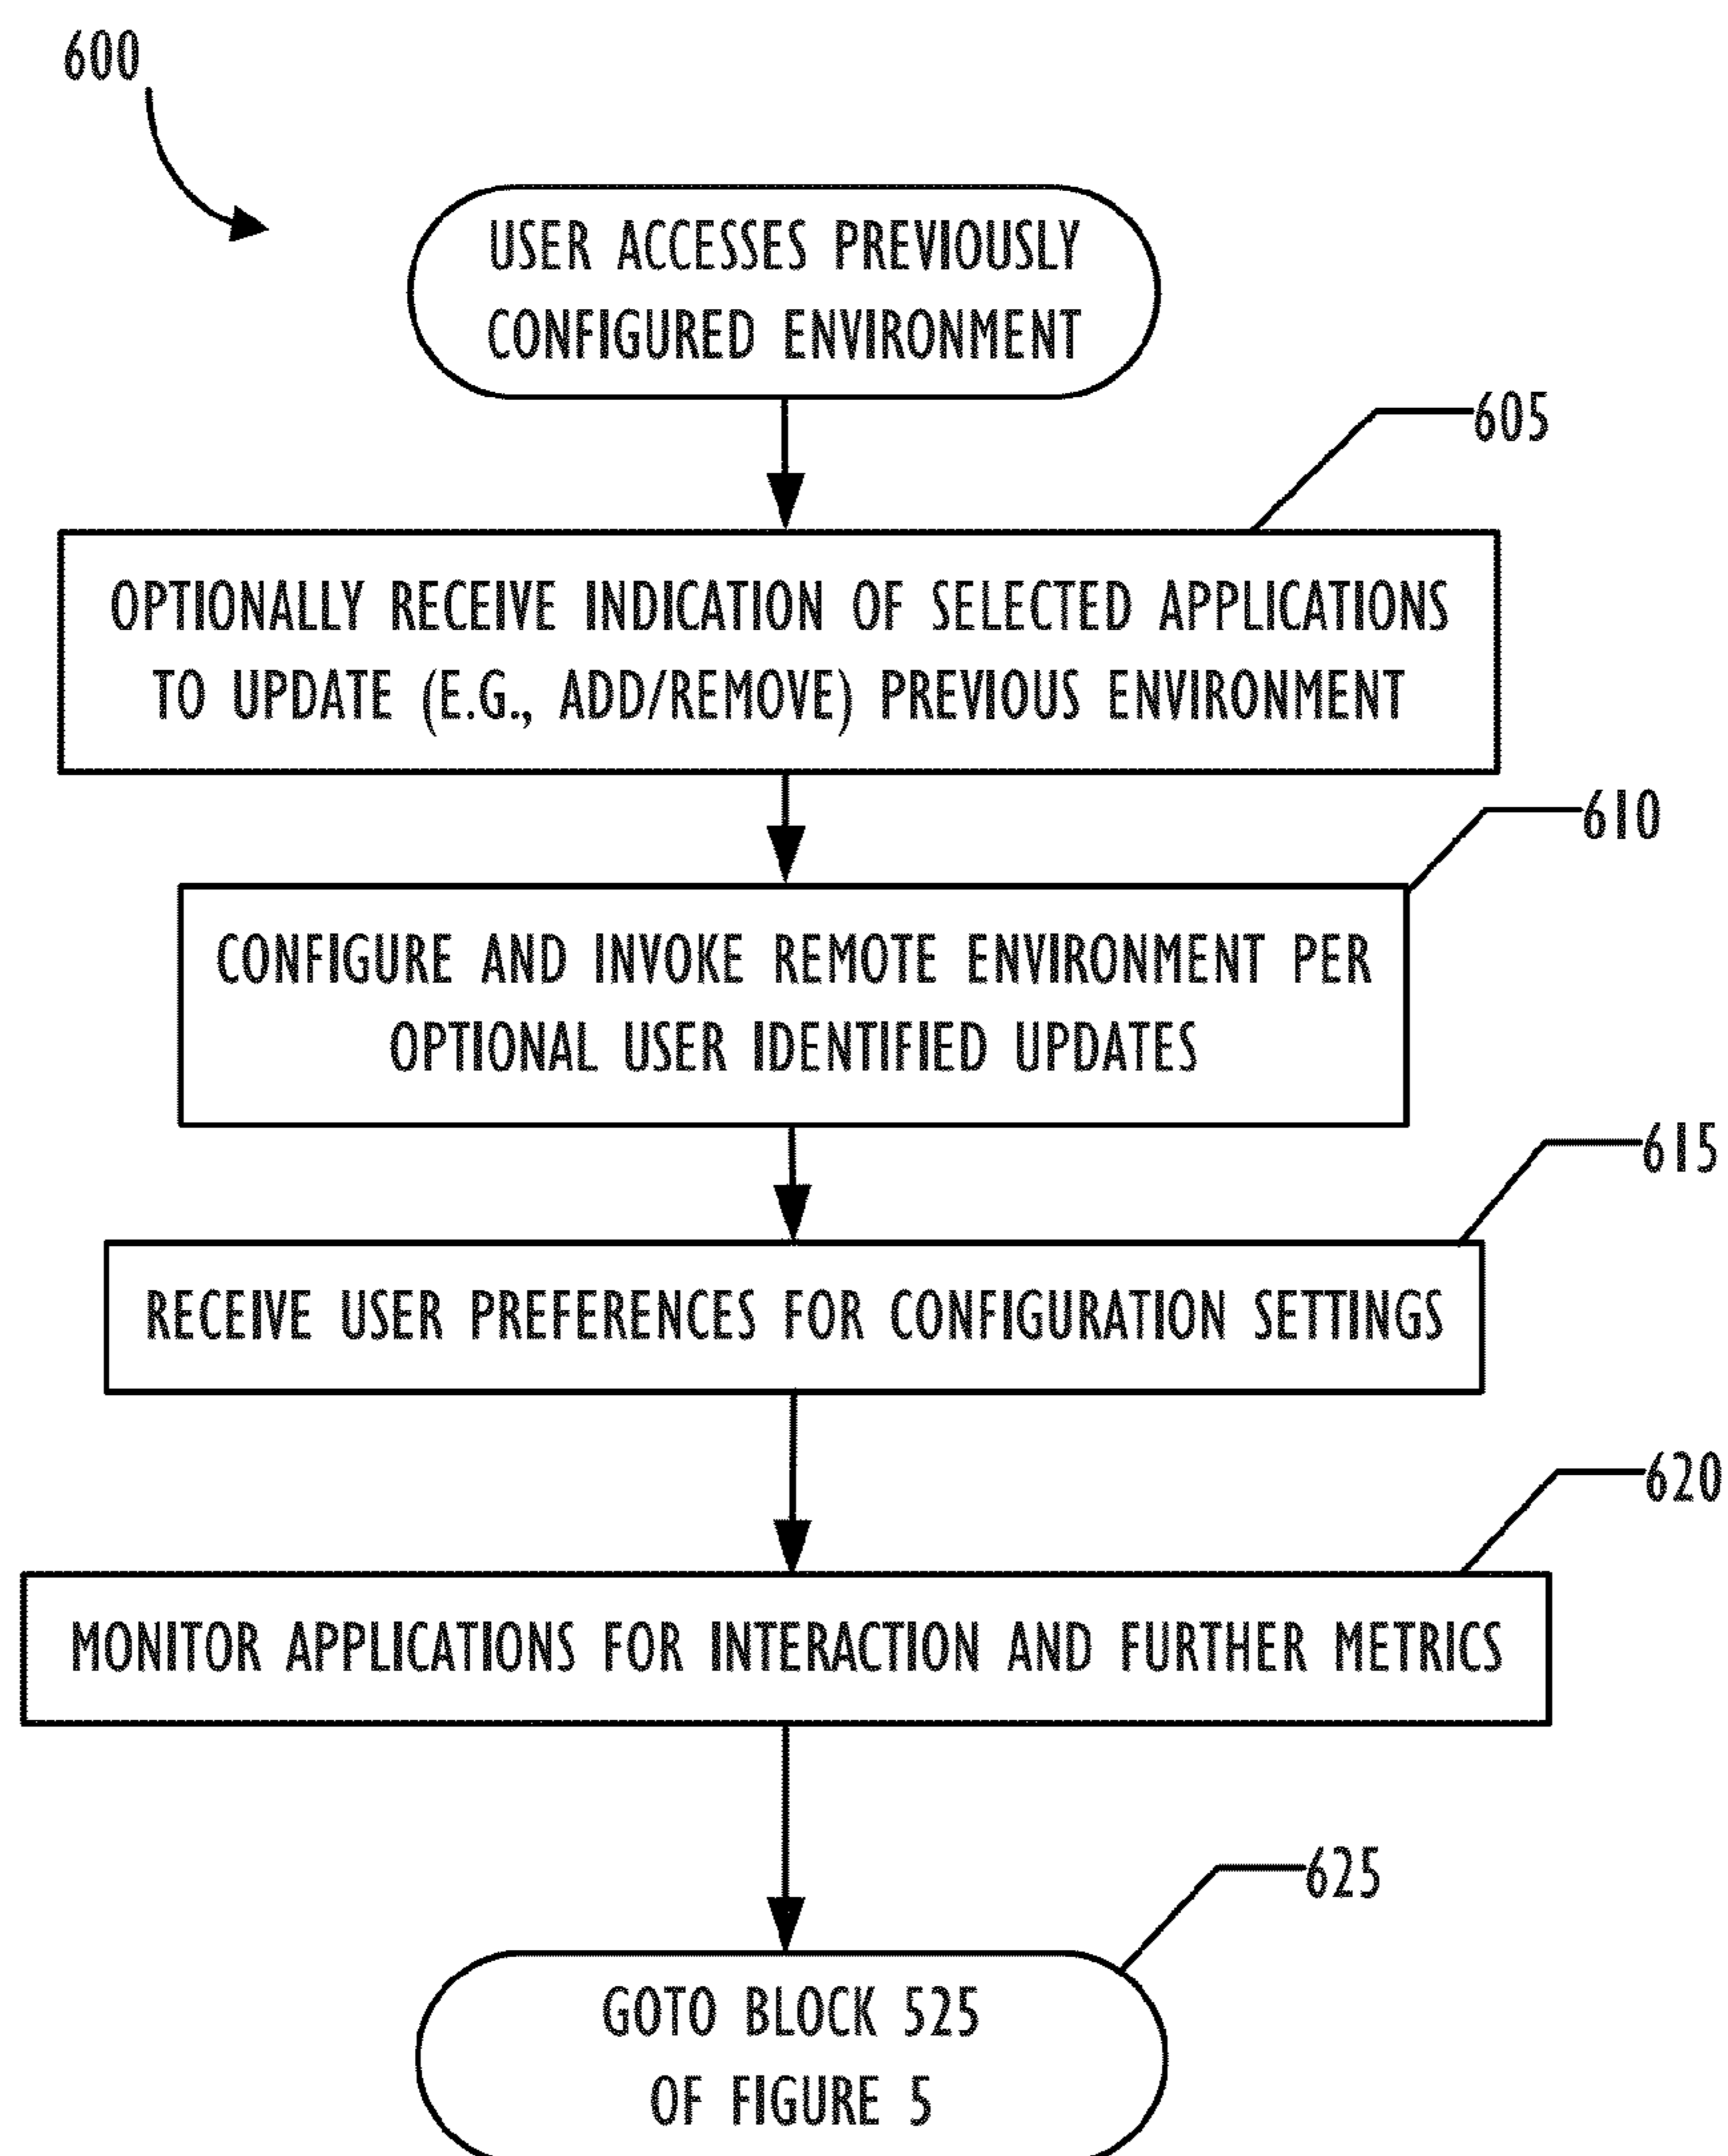 600
USER ACCESSES PREVIOUSLY
CONFIGURED ENVIRONMENT
605
OPTIONALLY RECEIVE INDICATION OF SELECTED APPLICATIONS
TO UPDATE (E.G., ADD/REMOVE) PREVIOUS ENVIRONMENT
610
CONFIGURE AND INVOKE REMOTE ENVIRONMENT PER
OPTIONAL USER IDENTIFIED UPDATES
615
RECEIVE USER PREFERENCES FOR CONFIGURATION SETTINGS
620
MONITOR APPLICATIONS FOR INTERACTION AND FURTHER METRICS
625
GOTO BLOCK 525
OF FIGURE 5